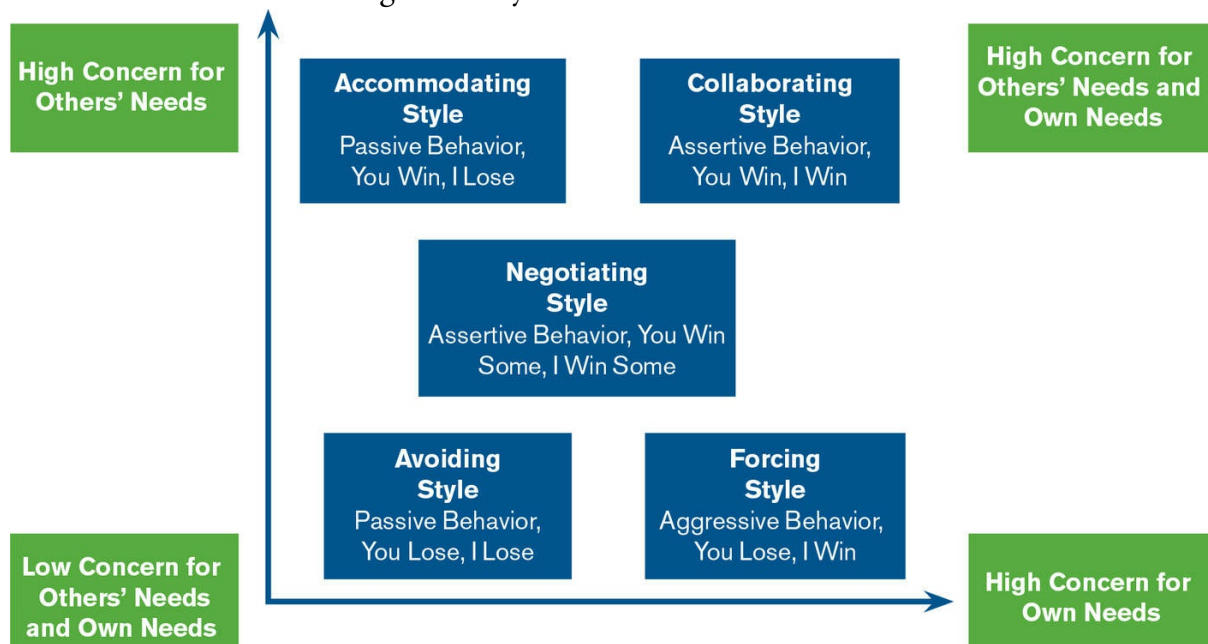 High Concern for
Others' Needs
Accommodating
Style
Passive Behavior,
You Win, I Lose
Collaborating
Style
Assertive Behavior,
You Win, I Win
High Concern for
Others' Needs and
Own Needs
Negotiating
Style
Assertive Behavior, You Win
Some, I Win Some
Avoiding
Style
Passive Behavior,
You Lose, I Lose
Forcing
Style
Aggressive Behavior,
You Lose, I Win
Low Concern for
Others' Needs
and Own Needs
High Concern for
Own Needs